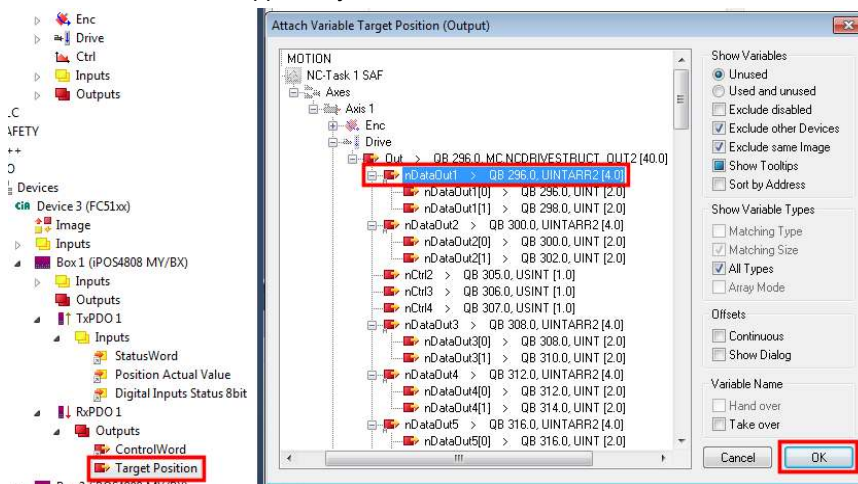 Enc
Drive
Ctrl
Inputs
Outputs
.C
AFETY
++
O
Devices
CiA Device 3 (FC51xx)
Image
Inputs
Box 1 (iPOS4808 MY/BX)
Inputs
Outputs
TxPDO 1
Inputs
StatusWord
Position Actual Value
Digital Inputs Status 8bit
RxPDO 1
Outputs
ControlWord
Target Position
Attach Variable Target Position (Output)
MOTION
NC-Task 1 SAF
Axes
Axis 1
Enc
Drive
Out > QB 296.0, MC.NCDRIVESTRUCT_OUT2 [40.0]
nDataOut1 > QB 296.0, UINTARR2 [4.0]
nDataOut1[0] > QB 296.0, UINT [2.0]
nDataOut1[1] > QB 298.0, UINT [2.0]
nDataOut2 > QB 300.0, UINTARR2 [4.0]
nDataOut2[0] > QB 300.0, UINT [2.0]
nDataOut2[1] > QB 302.0, UINT [2.0]
nCtrl2 > QB 305.0, USINT [1.0]
nCtrl3 > QB 306.0, USINT [1.0]
nCtrl4 > QB 307.0, USINT [1.0]
nDataOut3 > QB 308.0, UINTARR2 [4.0]
nDataOut3[0] > QB 308.0, UINT [2.0]
nDataOut3[1] > QB 310.0, UINT [2.0]
nDataOut4 > QB 312.0, UINTARR2 [4.0]
nDataOut4[0] > QB 312.0, UINT [2.0]
nDataOut4[1] > QB 314.0, UINT [2.0]
nDataOut5 > QB 316.0, UINTARR2 [4.0]
nDataOut5[0] > QB 316.0, UINT [2.0]
Show Variables
Unused
Used and unused
Exclude disabled
Exclude other Devices
Exclude same Image
Show Tooltips
Sort by Address
Show Variable Types
Matching Type
Matching Size
All Types
Array Mode
Offsets
Continuous
Show Dialog
Variable Name
Hand over
Take over
Cancel
OK